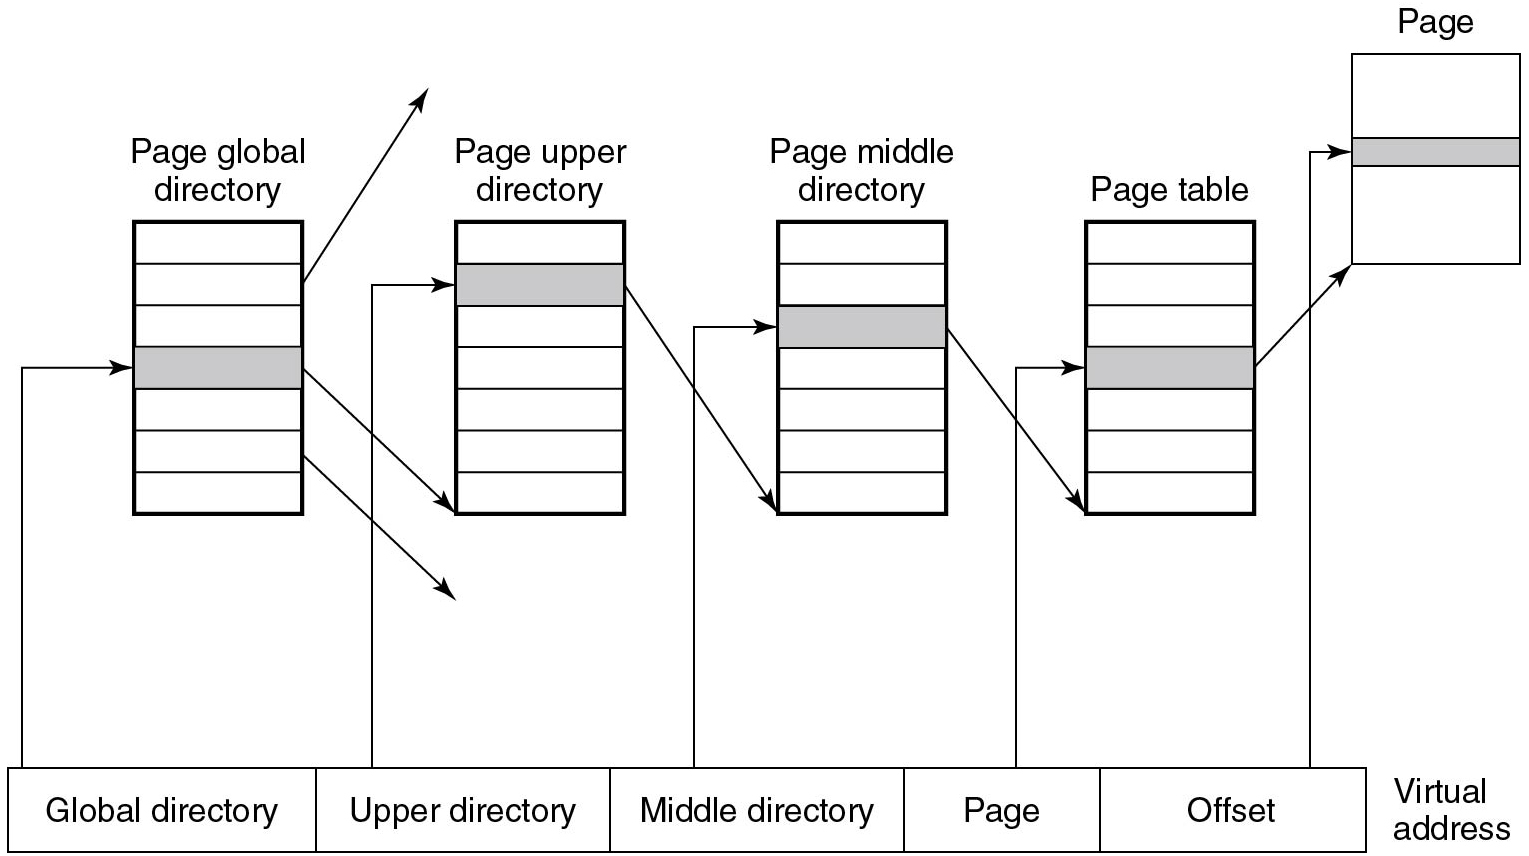 Page
Page global
directory
Page upper
directory
Page middle
directory
Page table
Global directory
Upper directory
Middle directory
Page
Offset
Virtual
address